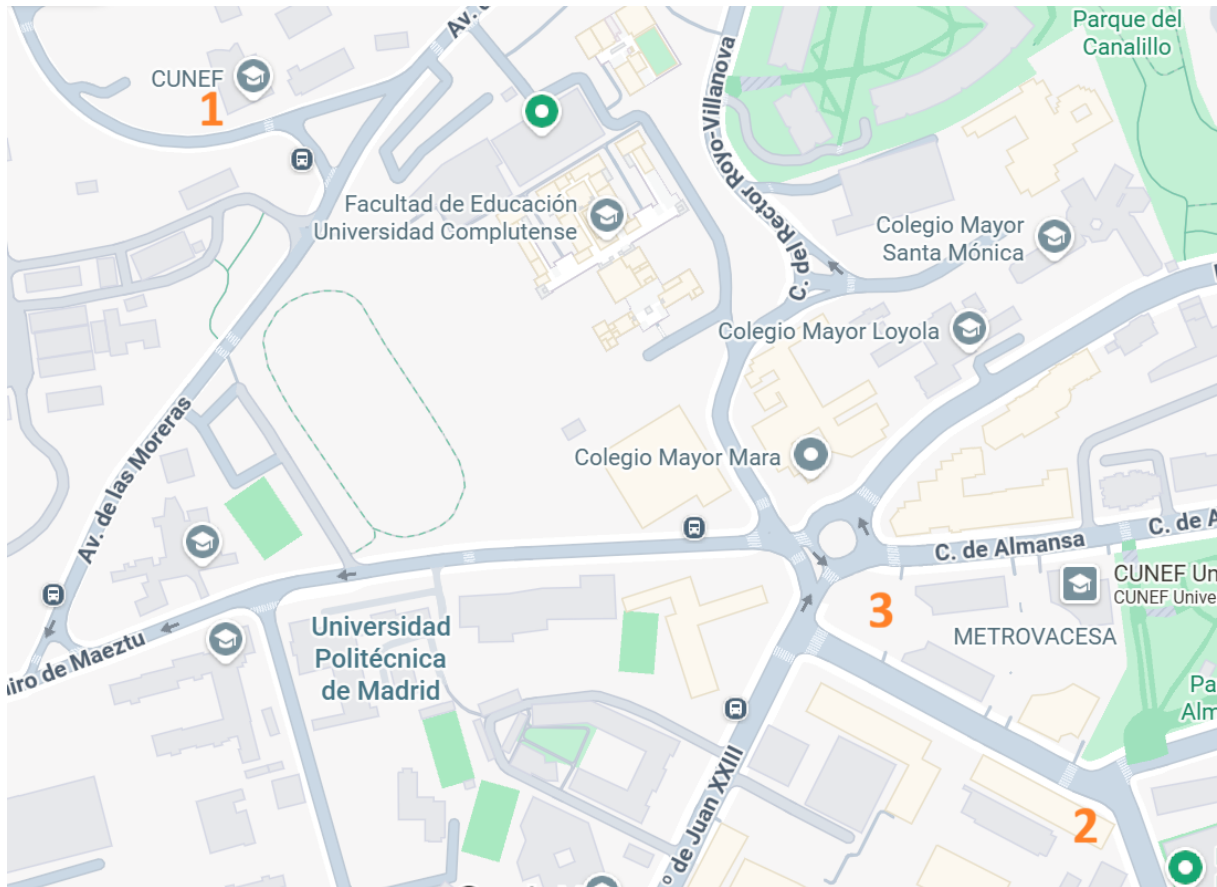 Av. d
Parque del
Canalillo
CUNEF
1
C. del Rector Royo-Villanova
Facultad de Educación
Universidad Complutense
Colegio Mayor
Santa Mónica
Colegio Mayor Loyola
Av. de las Moreras
Colegio Mayor Mara
C. de Almansa
C. de A
CUNEF Un
CUNEF Unive
3
METROVACESA
Universidad
Politécnica
de Madrid
iro de Maeztu
Pa
Alm
º de Juan XXIII
2